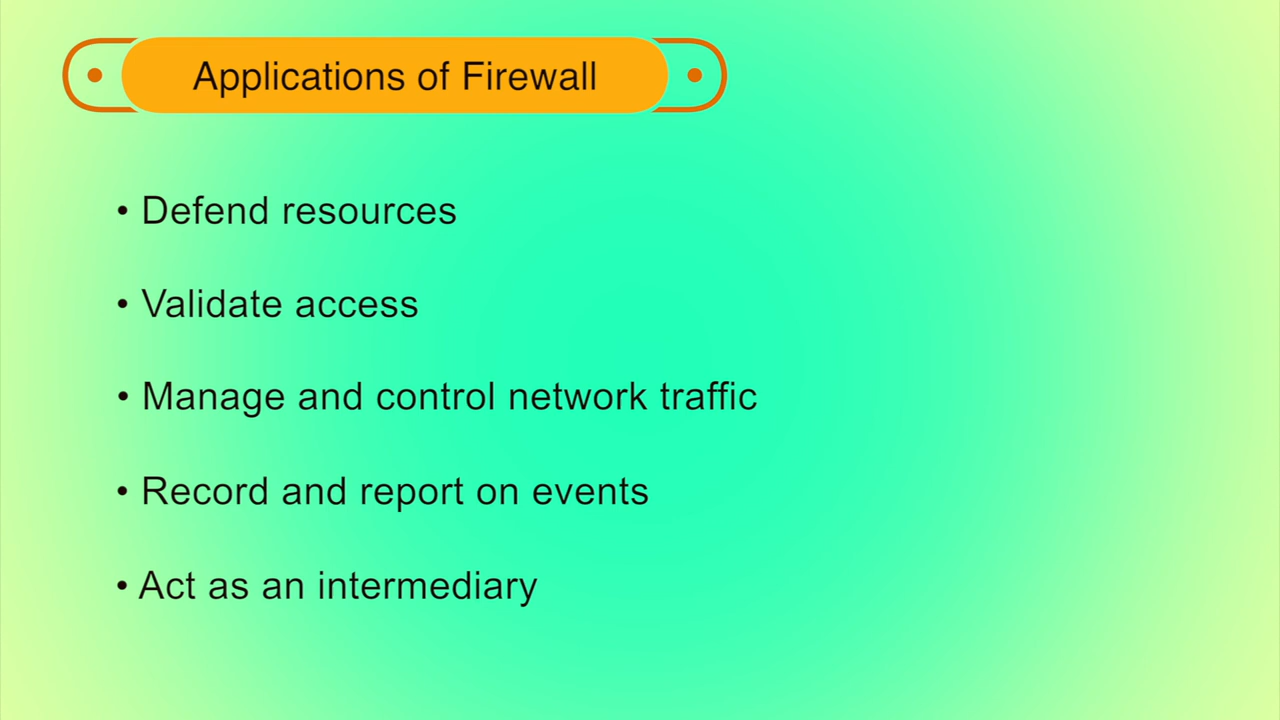 Applications of Firewall
• Defend resources
• Validate access
• Manage and control network traffic
• Record and report on events
• Act as an intermediary